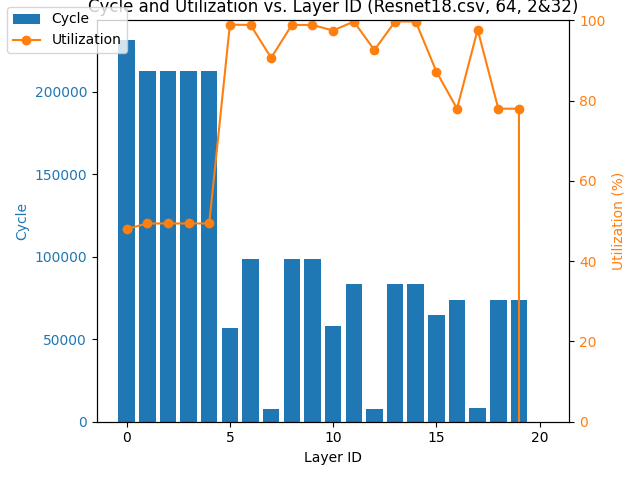 Cycle and Utilization vs. Layer ID (Resnet18.csv, 64, 2&32)
Cycle
Utilization
200000
150000
100000
50000
0
Cycle
100
80
60
40
20
0
Utilization (%)
0 5 10 15 20
Layer ID